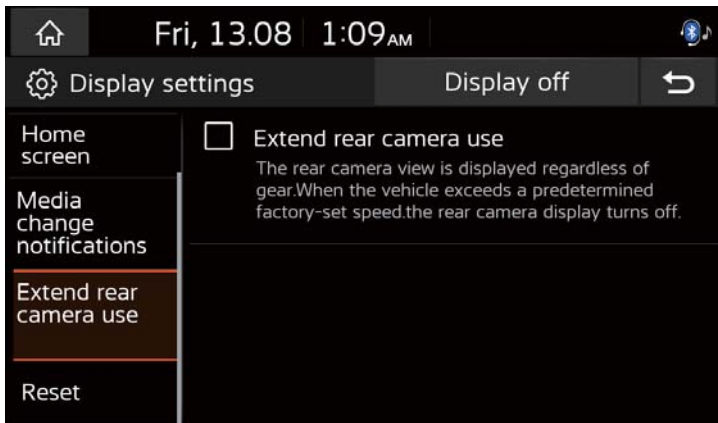 Fri, 13.08 1:09 AM
Display settings Display off
Home
screen
Media
change
notifications
Extend rear
camera use
Reset
Extend rear camera use
The rear camera view is displayed regardless of
gear.When the vehicle exceeds a predetermined
factory-set speed.the rear camera display turns off.